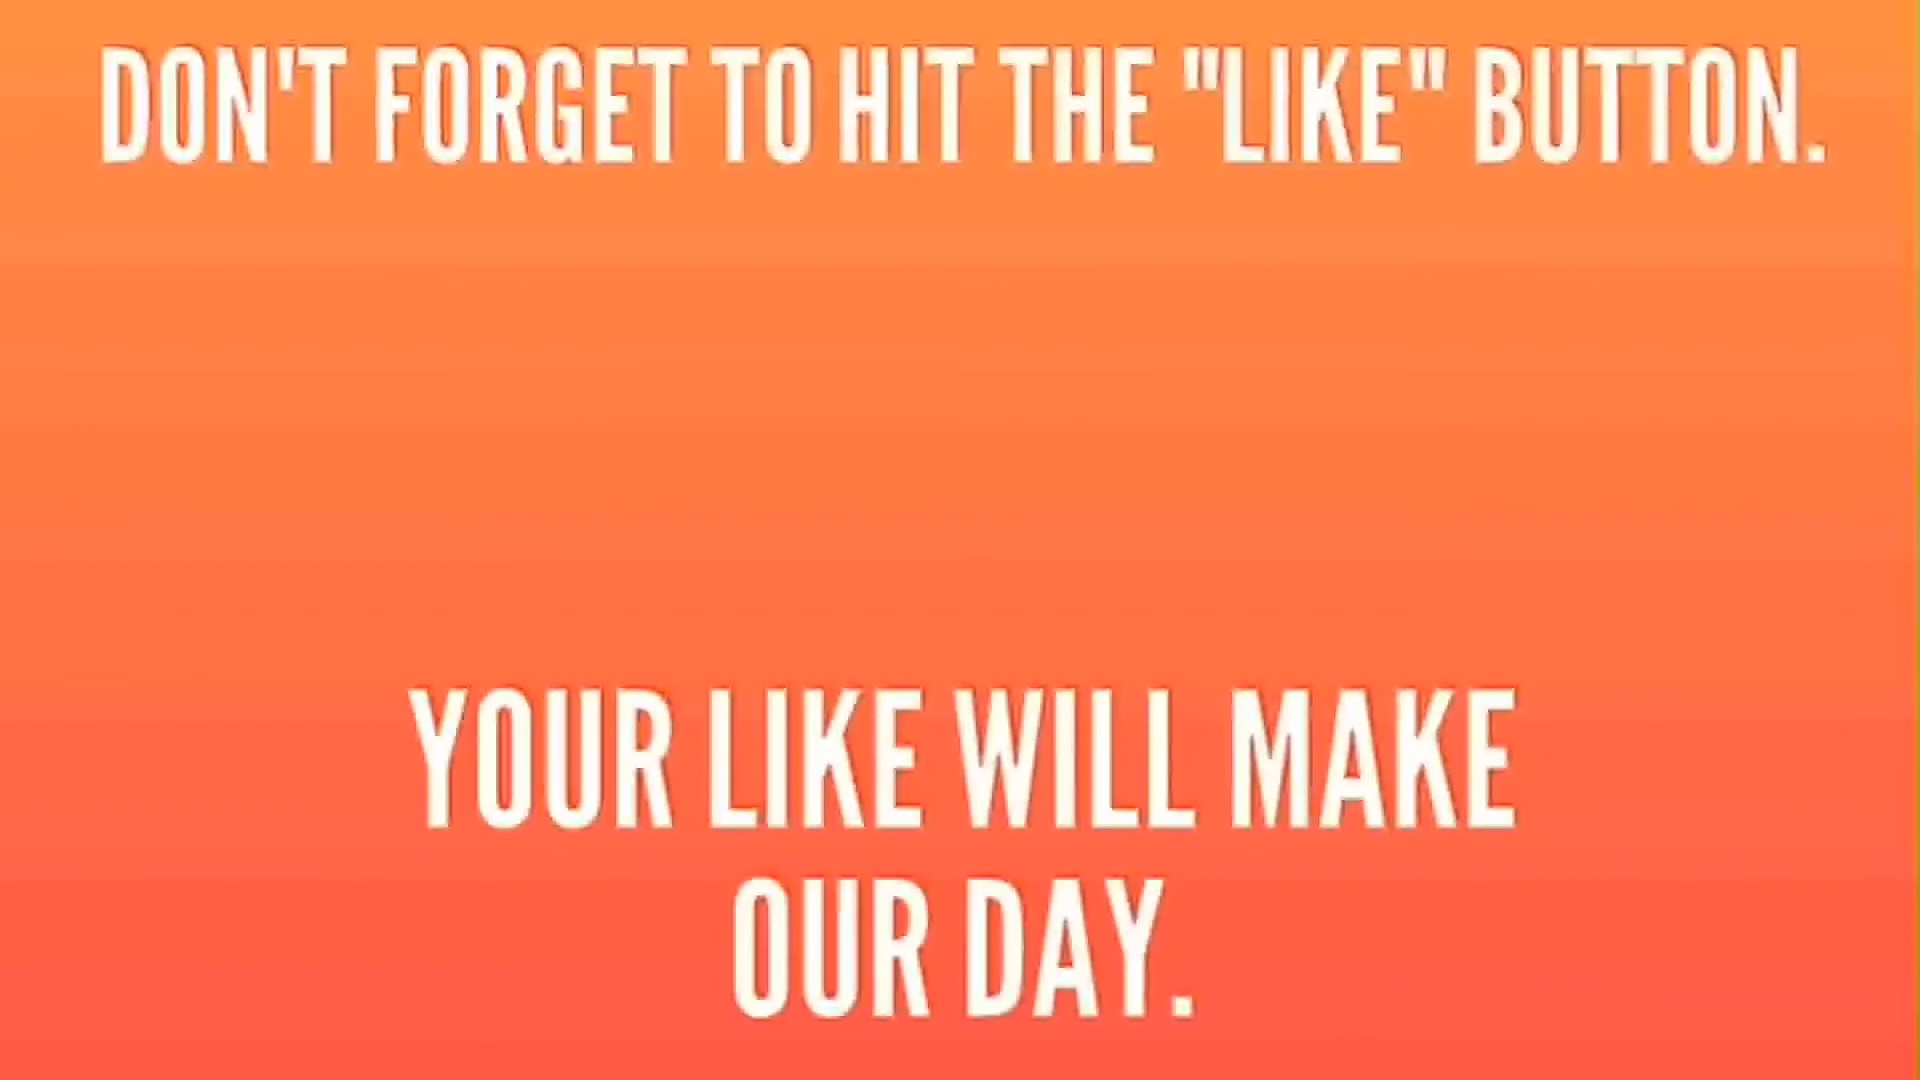 DON'T FORGET TO HIT THE "LIKE" BUTTON.
YOUR LIKE WILL MAKE
OUR DAY.